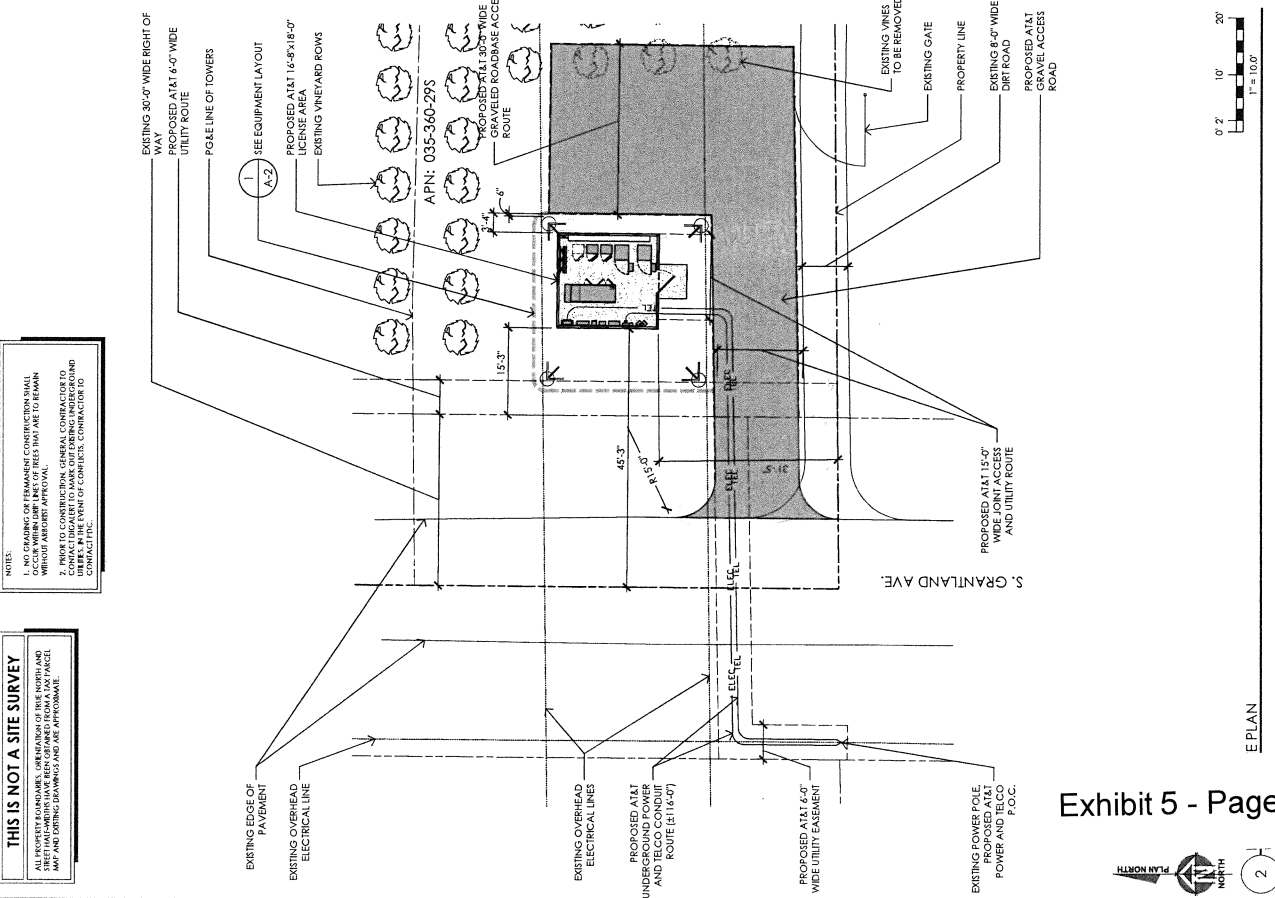 THIS IS NOT A SITE SURVEY
ALL PROPERTY BOUNDARIES, ORIENTATION OF TRUE NORTH AND
STREET HALF-WIDTHS HAVE BEEN OBTAINED FROM A TAX PARCEL
MAP AND EXISTING DRAWINGS AND ARE APPROXIMATE.
NOTES:
1. NO GRADING OR PERMANENT CONSTRUCTION SHALL
OCCUR WITHIN DRIP LINES OF TREES THAT ARE TO REMAIN
WITHOUT ARBORIST APPROVAL.
2. PRIOR TO CONSTRUCTION, GENERAL CONTRACTOR TO
CONTACT DIGALERT TO MARK OUT EXISTING UNDERGROUND
UTILITIES. IN THE EVENT OF CONFLICTS, CONTRACTOR TO
CONTACT PDC.
EXISTING 30'-0" WIDE RIGHT OF
WAY
PROPOSED AT&T 6'-0" WIDE
UTILITY ROUTE
PG&E LINE OF TOWERS
1
A-2
SEE EQUIPMENT LAYOUT
PROPOSED AT&T 16'-8"x18'-0"
LICENSE AREA
EXISTING VINEYARD ROWS
APN: 035-360-29S
PROPOSED AT&T 30'-0" WIDE
GRAVELED ROADBASE ACCE
ROUTE
EXISTING VINES
TO BE REMOVED
EXISTING GATE
PROPERTY LINE
EXISTING 8'-0" WIDE
DIRT ROAD
PROPOSED AT&T
GRAVEL ACCESS
ROAD
3'-4"
6"
15'-3"
45'-3"
R15'-0"
31'-5"
TEL
ELEC
TEL
ELEC
TEL
ELEC
TEL
ELEC
TEL
S. GRANTLAND AVE.
PROPOSED AT&T 15'-0"
WIDE JOINT ACCESS
AND UTILITY ROUTE
EXISTING EDGE OF
PAVEMENT
EXISTING OVERHEAD
ELECTRICAL LINE
EXISTING OVERHEAD
ELECTRICAL LINES
PROPOSED AT&T
UNDERGROUND POWER
AND TELCO CONDUIT
ROUTE (±116'-0")
PROPOSED AT&T 6'-0"
WIDE UTILITY EASEMENT
EXISTING POWER POLE,
PROPOSED AT&T
POWER AND TELCO
P.O.C.
0' 2'
10'
20'
1" = 10.0'
E PLAN
Exhibit 5 - Page
PLAN NORTH
NORTH
2